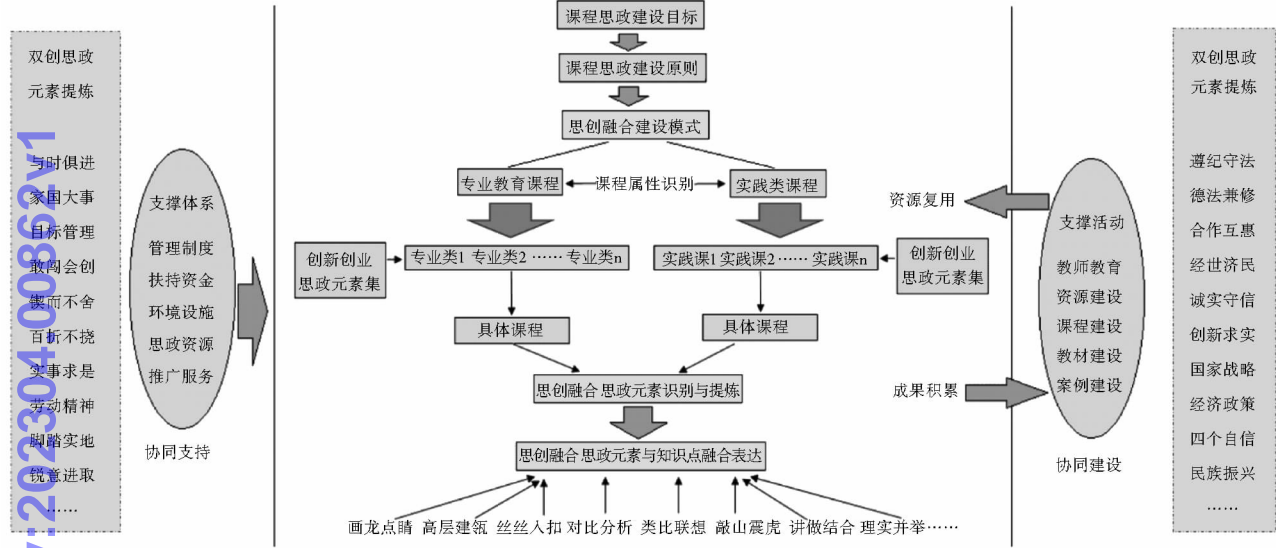 双创思政
元素提炼
与时俱进
家国大事
目标管理
敢闯会创
锲而不舍
百折不挠
实事求是
劳动精神
脚踏实地
锐意进取
……
支撑体系
管理制度
扶持资金
环境设施
思政资源
推广服务
协同支持
课程思政建设目标
课程思政建设原则
思创融合建设模式
专业教育课程
课程属性识别
实践类课程
创新创业
思政元素集
专业类1 专业类2 ……专业类n
实践课1 实践课2…… 实践课n
创新创业
思政元素集
具体课程
具体课程
思创融合 思政元素识别与提炼
思创融合 思政元素与知识点融合表达
画龙点睛 高层建瓴 丝丝入扣 对比分析 类比联想 敲山震虎 讲做结合 理实并举……
资源复用
成果积累
支撑活动
教师教育
资源建设
课程建设
教材建设
案例建设
协同建设
双创思政
元素提炼
遵纪守法
德法兼修
合作互惠
经世济民
诚实守信
创新求实
国家战略
经济政策
四个自信
民族振兴
……
:202304.00862v1